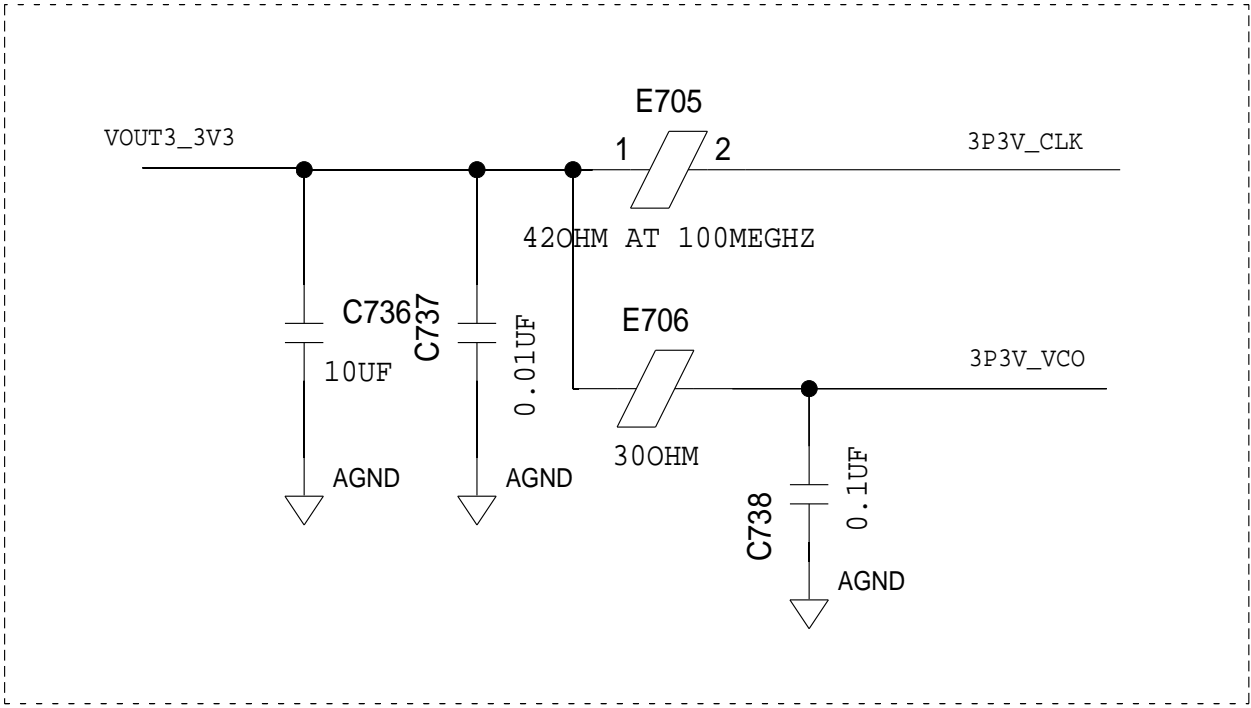 E705
VOUT3_3V3
1
2
3P3V_CLK
42OHM AT 100MEGHZ
C736
10UF
C737
0.01UF
E706
3P3V_VCO
30OHM
AGND
AGND
C738
0.1UF
AGND